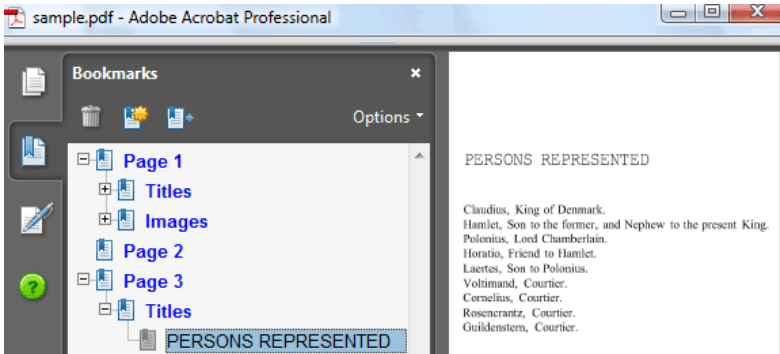 sample.pdf - Adobe Acrobat Professional
Bookmarks
Options
Page 1
Titles
Images
Page 2
Page 3
Titles
PERSONS REPRESENTED
PERSONS REPRESENTED
Claudius, King of Denmark.
Hamlet, Son to the former, and Nephew to the present King.
Polonius, Lord Chamberlain.
Horatio, Friend to Hamlet.
Laertes, Son to Polonius.
Voltimand, Courtier.
Cornelius, Courtier.
Rosencrantz, Courtier.
Guildenstern, Courtier.